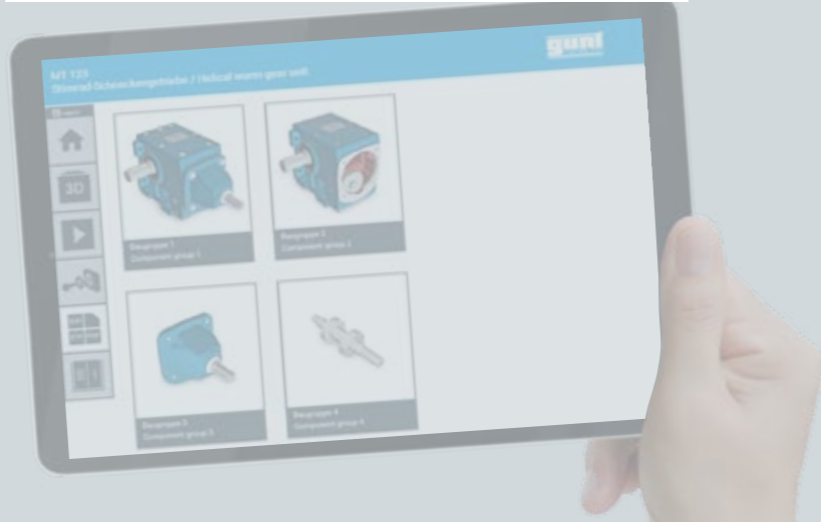 MT 123
Stirnrad-Schneckengetriebe / Helical worm gear unit
gunt
3D
Baugruppe 1
Component group 1
Baugruppe 2
Component group 2
Baugruppe 3
Component group 3
Baugruppe 4
Component group 4